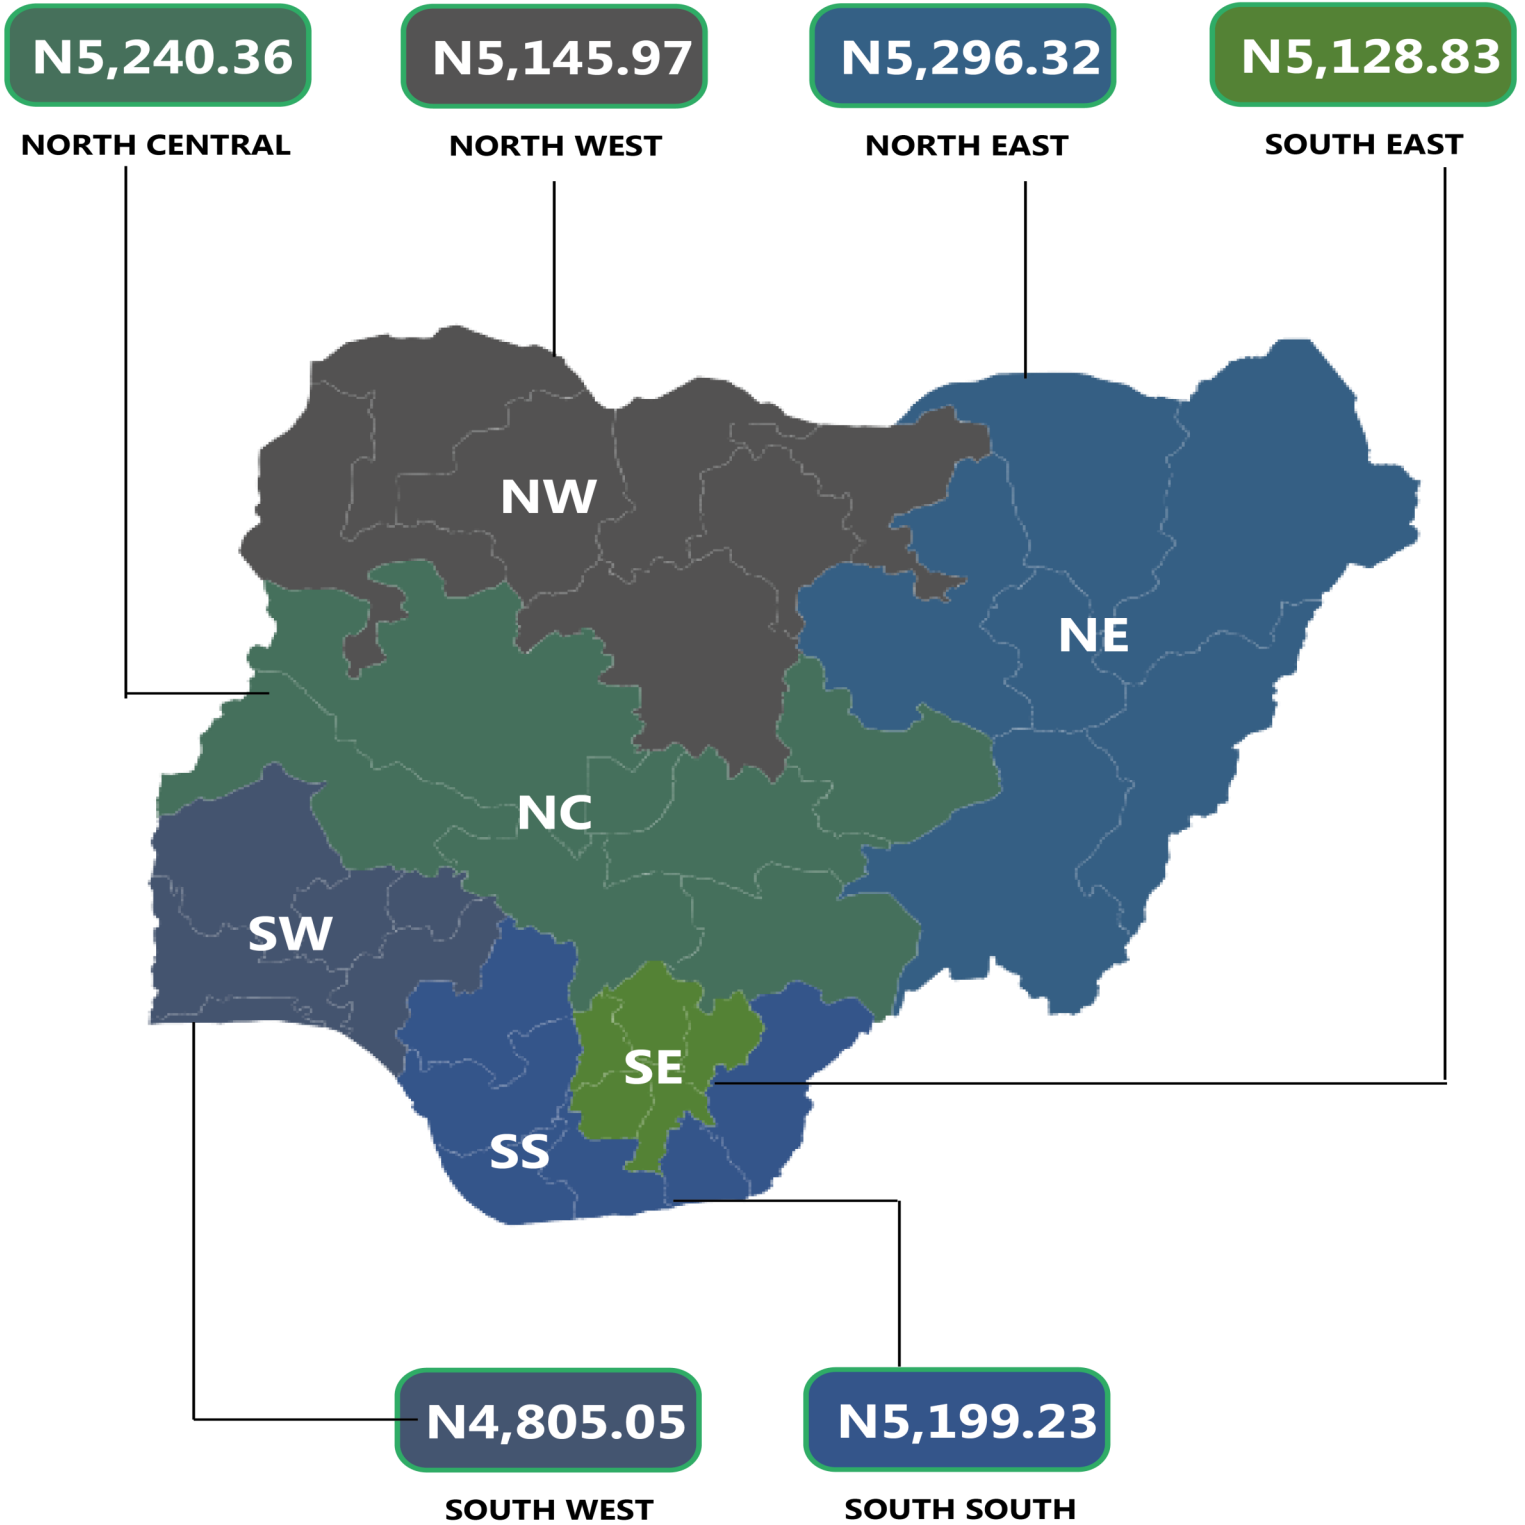 N5,240.36
N5,145.97
N5,296.32
N5,128.83
NORTH CENTRAL
NORTH WEST
NORTH EAST
SOUTH EAST
NW
NE
NC
SW
SE
SS
N4,805.05
N5,199.23
SOUTH WEST
SOUTH SOUTH